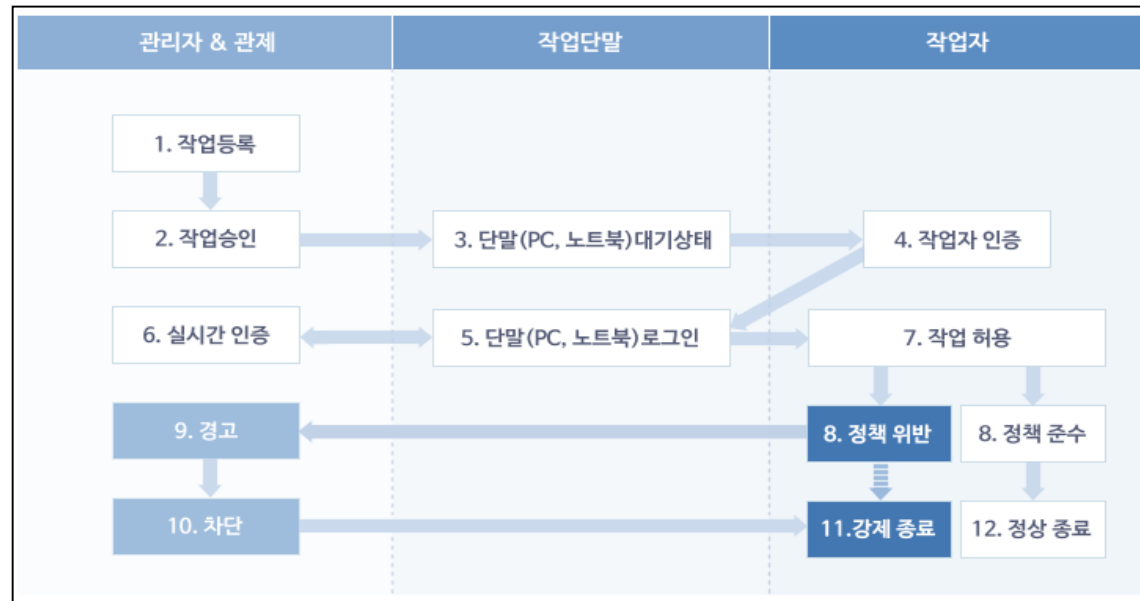 관리자 & 관제
작업단말
작업자
1. 작업등록
2. 작업승인
3. 단말(PC, 노트북)대기상태
4. 작업자 인증
6. 실시간 인증
5. 단말(PC, 노트북)로그인
7. 작업 허용
9. 경고
8. 정책 위반
8. 정책 준수
10. 차단
11.강제 종료
12. 정상 종료